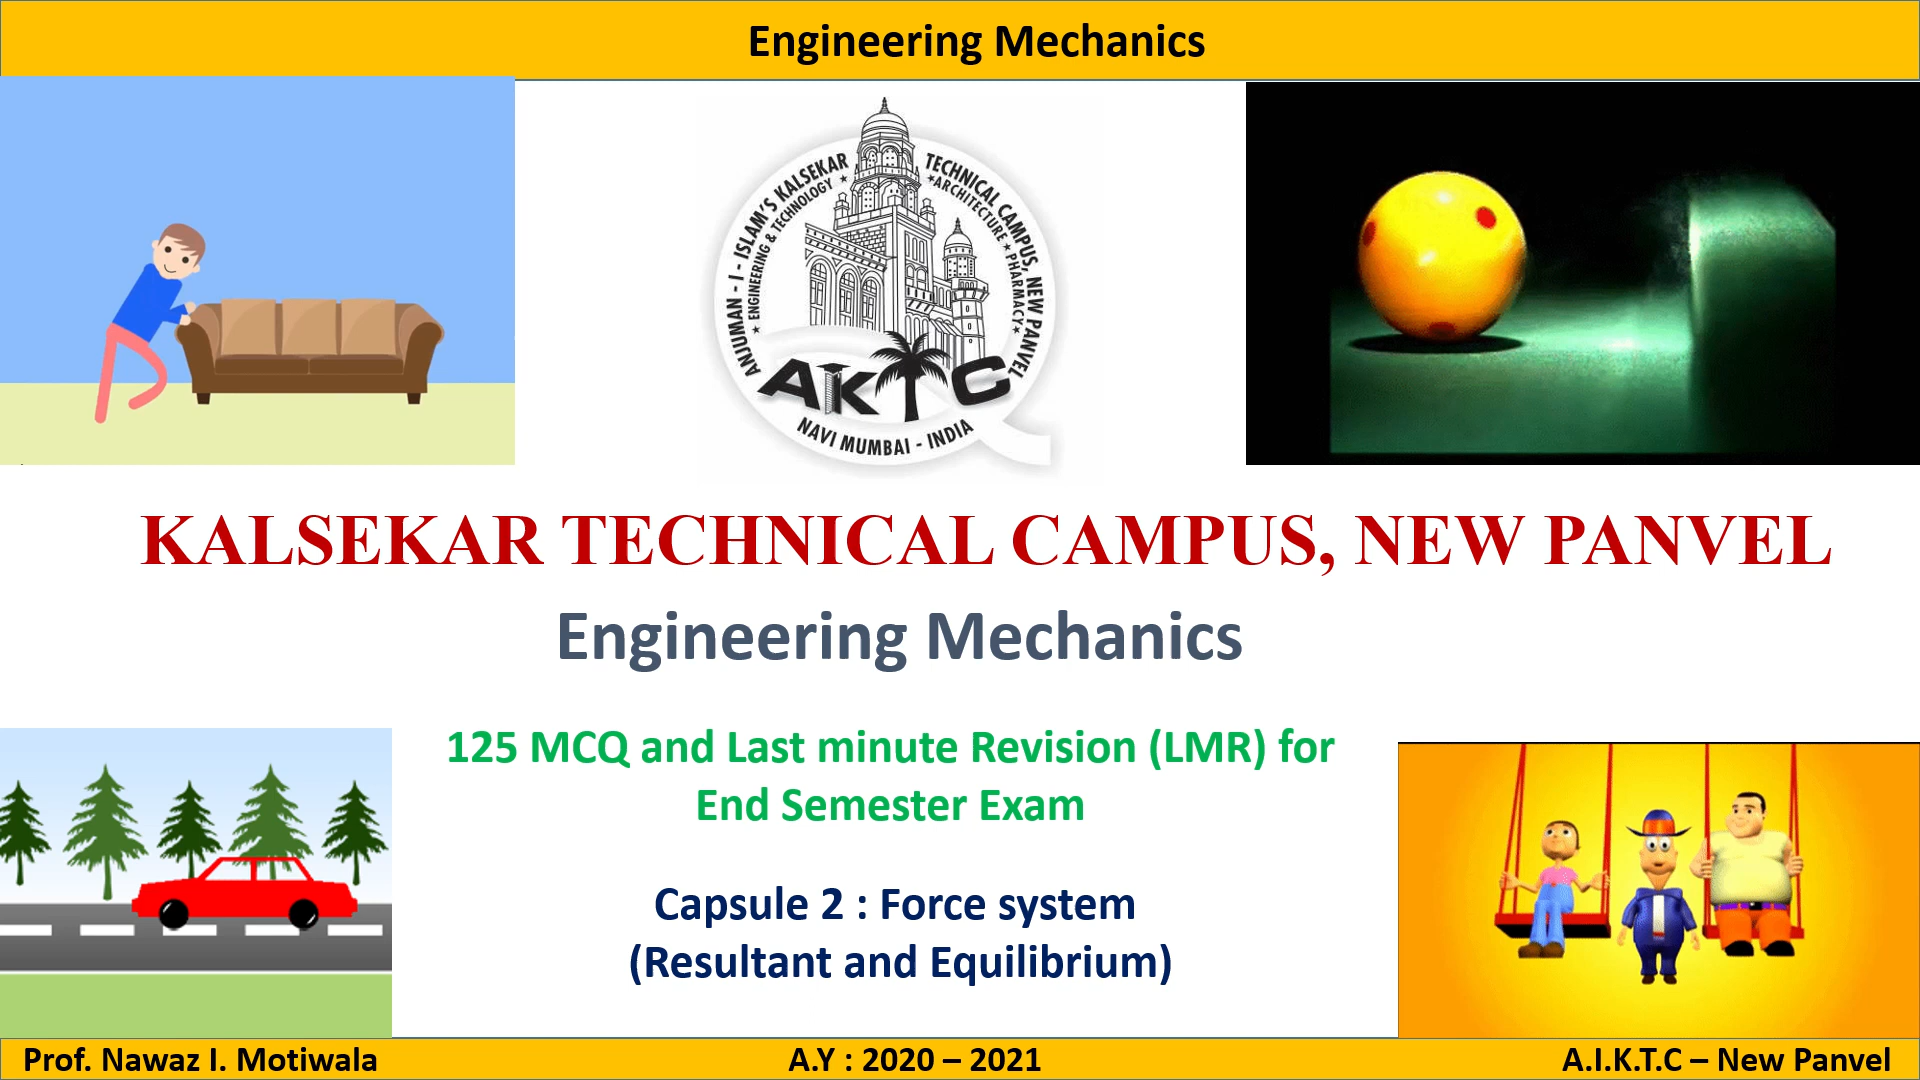 Engineering Mechanics
ANJUMAN - I - ISLAM'S KALSEKAR TECHNICAL CAMPUS, NEW PANVEL
★ ENGINEERING & TECHNOLOGY ★ ★ ARCHITECTURE ★ PHARMACY ★
AIKTC
NAVI MUMBAI - INDIA
KALSEKAR TECHNICAL CAMPUS, NEW PANVEL
Engineering Mechanics
125 MCQ and Last minute Revision (LMR) for
End Semester Exam
Capsule 2 : Force system
(Resultant and Equilibrium)
Prof. Nawaz I. Motiwala
A.Y : 2020 – 2021
A.I.K.T.C – New Panvel